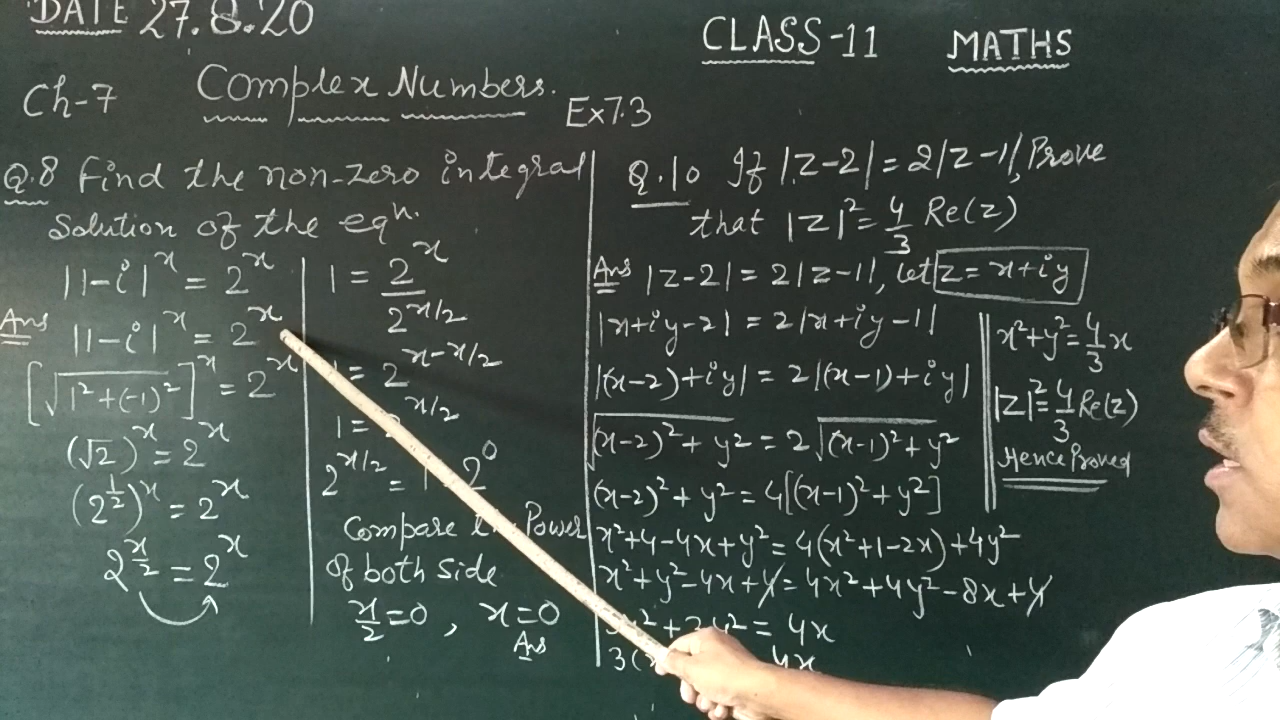 DATE 27.8.20
CLASS-11 MATHS
Ch-7 Complex Numbers.
Ex 7.3
Q.8 Find the non-zero integral
Solution of the eqⁿ.
|1-i|^x = 2^x
Ans |1-i|^x = 2^x
[√(1²+(-1)²)]^x = 2^x
(√2)^x = 2^x
(2^(1/2))^x = 2^x
2^(x/2) = 2^x
1 = 2^x / 2^(x/2)
1 = 2^(x-x/2)
1 = 2^(x/2)
2^(x/2) = 1 2^0
Compare Power
of both side
x/2 = 0 , x = 0
Ans
Q.10 If |z-2| = 2|z-1|, Prove
that |z|² = 4/3 Re(z)
Ans |z-2| = 2|z-1|, let z = x+iy
|x+iy-2| = 2|x+iy-1|
|(x-2)+iy| = 2|(x-1)+iy|
√((x-2)²+y²) = 2√((x-1)²+y²)
(x-2)²+y² = 4[(x-1)²+y²]
x²+4-4x+y² = 4(x²+1-2x)+4y²
x²+y²-4x+4 = 4x²+4y²-8x+4
3x²+3y² = 4x
3(x 4x
x²+y² = 4/3 x
|z|² = 4/3 Re(z)
Hence Proved